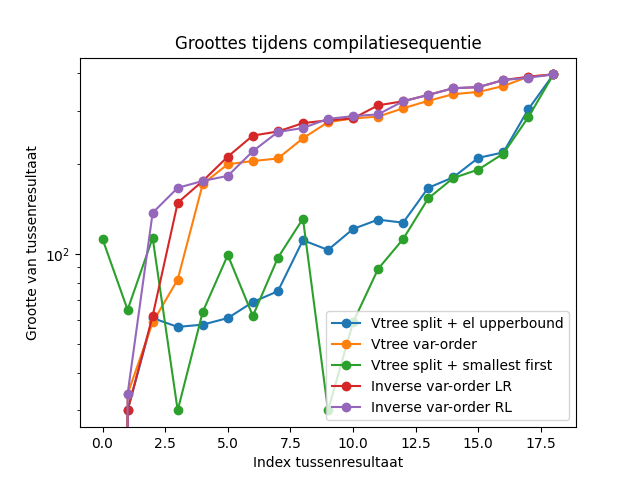 Groottes tijdens compilatiesequentie
Grootte van tussenresultaat
10²
Vtree split + el upperbound
Vtree var-order
Vtree split + smallest first
Inverse var-order LR
Inverse var-order RL
0.0 2.5 5.0 7.5 10.0 12.5 15.0 17.5
Index tussenresultaat